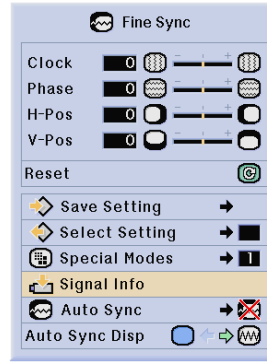 Fine Sync
Clock 0
Phase 0
H-Pos 0
V-Pos 0
Reset
Save Setting
Select Setting
Special Modes 1
Signal Info
Auto Sync
Auto Sync Disp